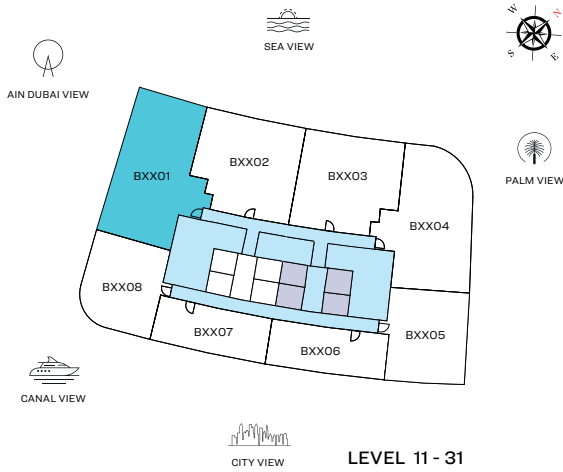 SEA VIEW
W
N
S
E
AIN DUBAI VIEW
PALM VIEW
BXX01
BXX02
BXX03
BXX04
BXX08
BXX07
BXX06
BXX05
CANAL VIEW
CITY VIEW
LEVEL 11 - 31